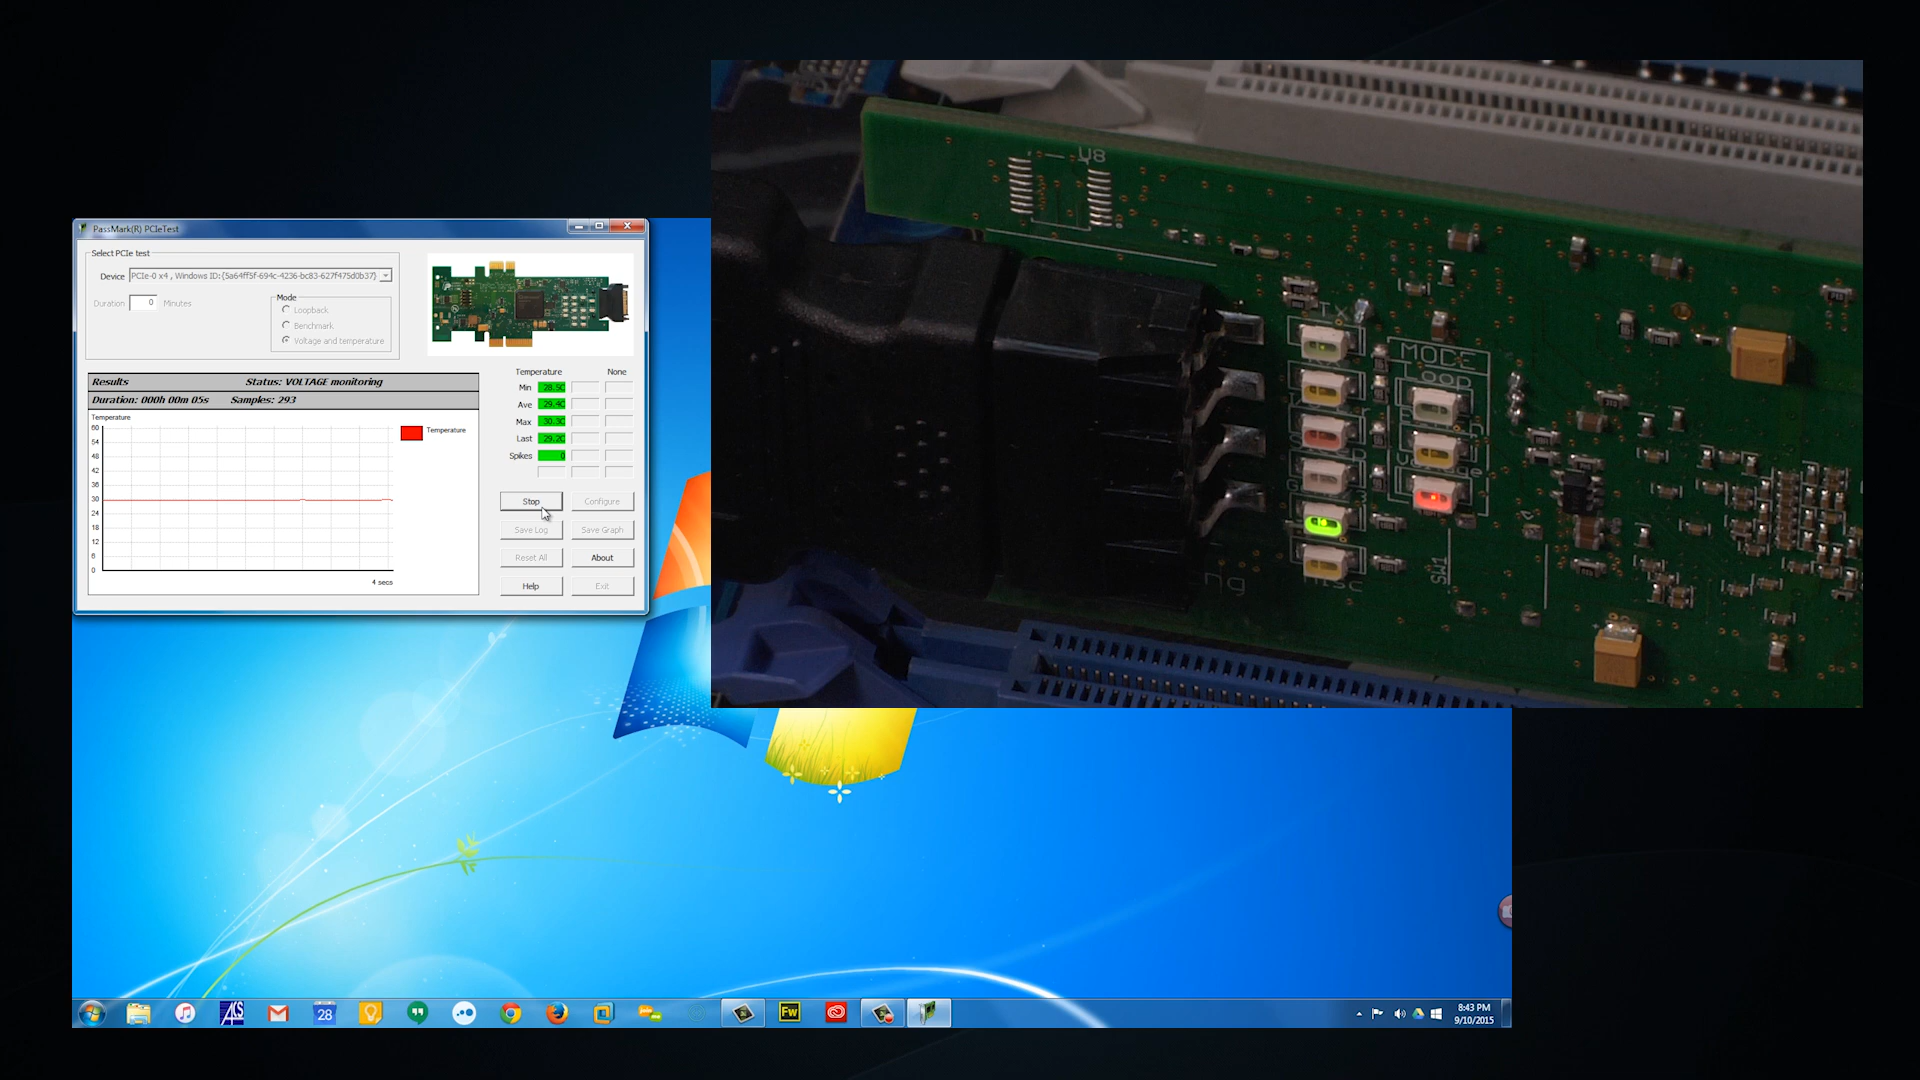 PassMark(R) PCIeTest
Select PCIe test
Device PCIe-0 x4 , Windows ID:{5a64ff5f-694c-4236-bc83-627f475d0b37}
Duration 0 Minutes
Mode
Loopback
Benchmark
Voltage and temperature
Results Status: VOLTAGE monitoring
Duration: 000h 00m 05s Samples: 293
Temperature
60
54
48
42
36
30
24
18
12
6
0
4 secs
Temperature
Temperature None
Min 28.5C
Ave 29.4C
Max 30.3C
Last 29.2C
Spikes 0
Stop Configure
Save Log Save Graph
Reset All About
Help Exit
U8
TX
MODE
Loop
SW1
ng
28
Fw
8:43 PM
9/10/2015